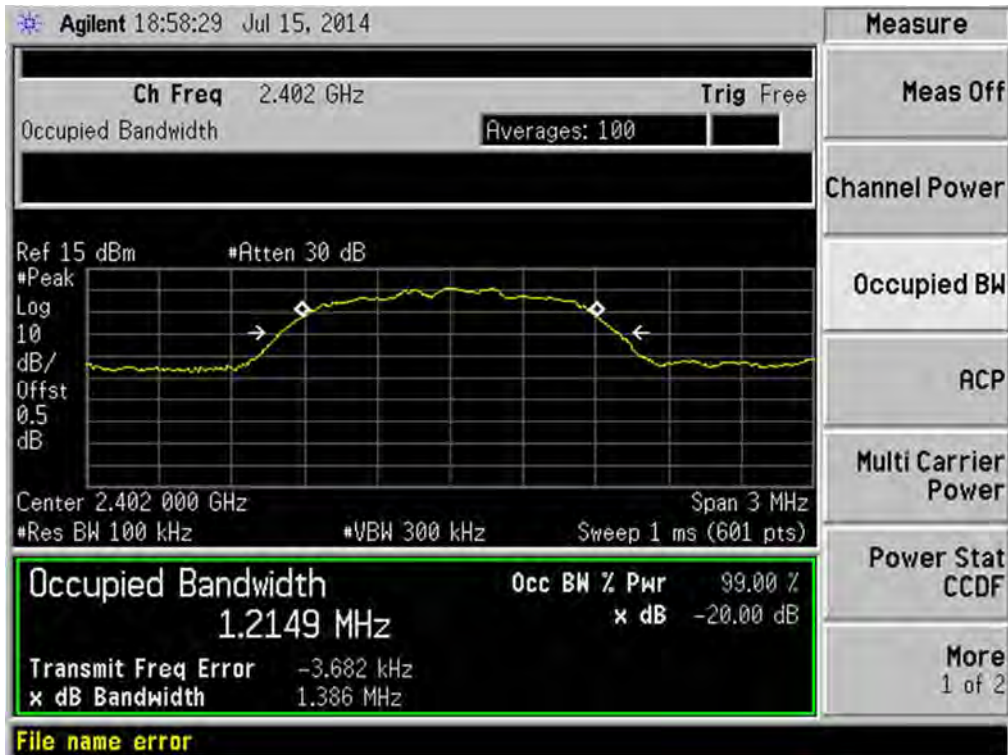 Agilent 18:58:29 Jul 15, 2014
Measure
Ch Freq 2.402 GHz
Trig Free
Occupied Bandwidth
Averages: 100
Ref 15 dBm
#Atten 30 dB
#Peak
Log
10
dB/
Offst
0.5
dB
Center 2.402 000 GHz
Span 3 MHz
#Res BW 100 kHz
#VBW 300 kHz
Sweep 1 ms (601 pts)
Occupied Bandwidth
1.2149 MHz
Occ BW % Pwr 99.00 %
x dB -20.00 dB
Transmit Freq Error -3.682 kHz
x dB Bandwidth 1.386 MHz
File name error
Meas Off
Channel Power
Occupied BW
ACP
Multi Carrier
Power
Power Stat
CCDF
More
1 of 2